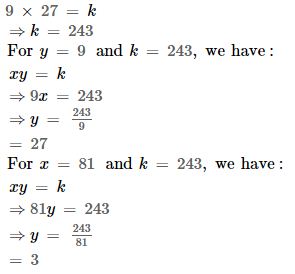 9 × 27 = k
⇒ k = 243
For y = 9 and k = 243, we have :
xy = k
⇒ 9x = 243
⇒ y = 243/9
= 27
For x = 81 and k = 243, we have :
xy = k
⇒ 81y = 243
⇒ y = 243/81
= 3